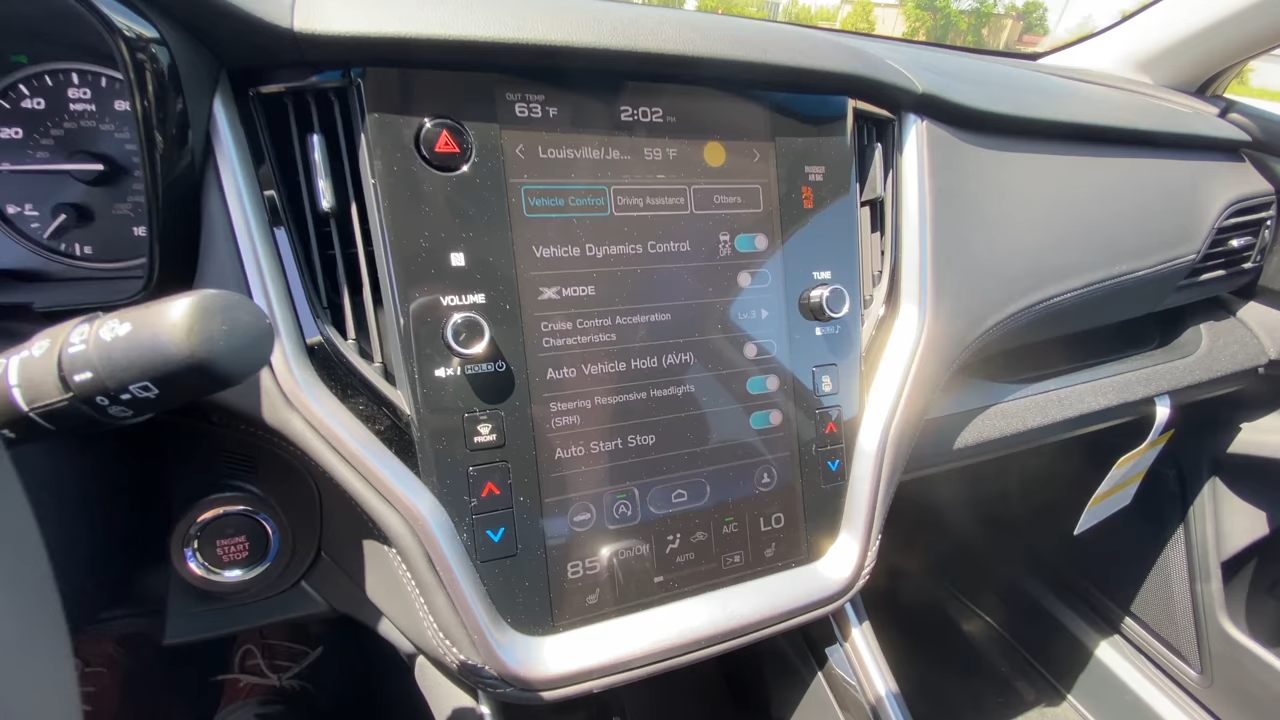 OUT TEMP
63°F
2:02 PM
Louisville/Je... 59°F
PASSENGER
AIR BAG
Vehicle Control
Driving Assistance
Others
Vehicle Dynamics Control
OFF
X MODE
Cruise Control Acceleration
Characteristics
Lv.3
Auto Vehicle Hold (AVH)
Steering Responsive Headlights
(SRH)
Auto Start Stop
A
85
On/Off
AUTO
A/C
LO
VOLUME
/ HOLD
FRONT
TUNE
HOLD
20
40
60
80
MPH
F
E
ENGINE
START
STOP